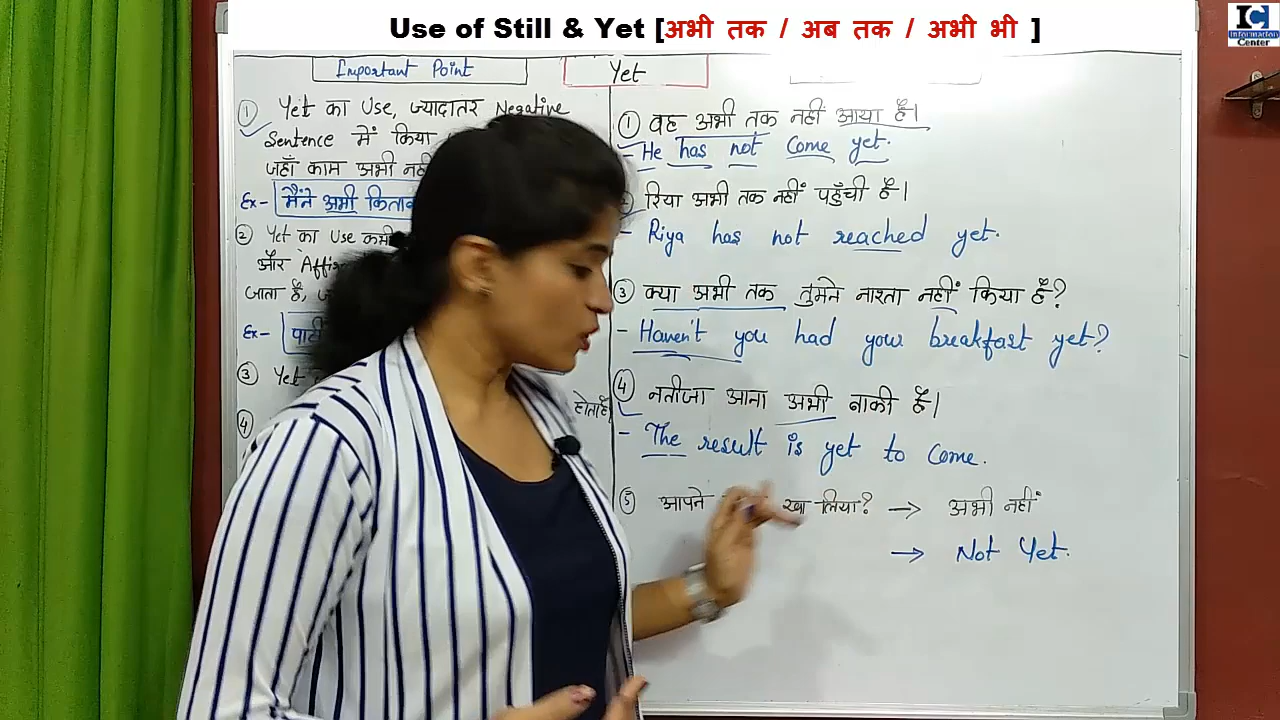 Use of Still & Yet [अभी तक / अब तक / अभी भी ]
IC
Information
Center
Important Point
① Yet का Use, ज्यादातर Negative
Sentence में किया
जहाँ काम अभी नहीं
Ex- मैंने अभी किताब
② Yet का Use कभी
और
जाता है,
Ex-
③ Yet
होता है।
④
Yet
① वह अभी तक नहीं आया है।
- He has not come yet.
② रिया अभी तक नहीं पहुँची है।
- Riya has not reached yet.
③ क्या अभी तक तुमने नाश्ता नहीं किया है?
- Haven't you had your breakfast yet?
④ नतीजा आना अभी बाकी है।
- The result is yet to come.
⑤ आपने खा लिया? → अभी नहीं
→ Not Yet.